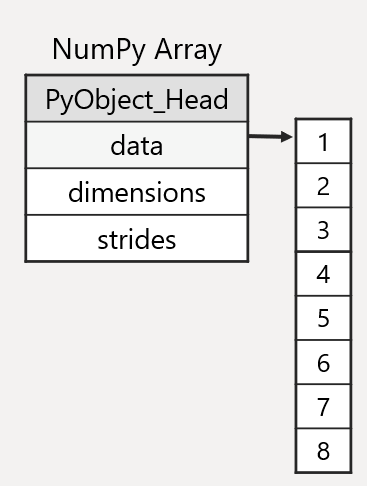 NumPy Array
PyObject_Head
data
dimensions
strides
1
2
3
4
5
6
7
8